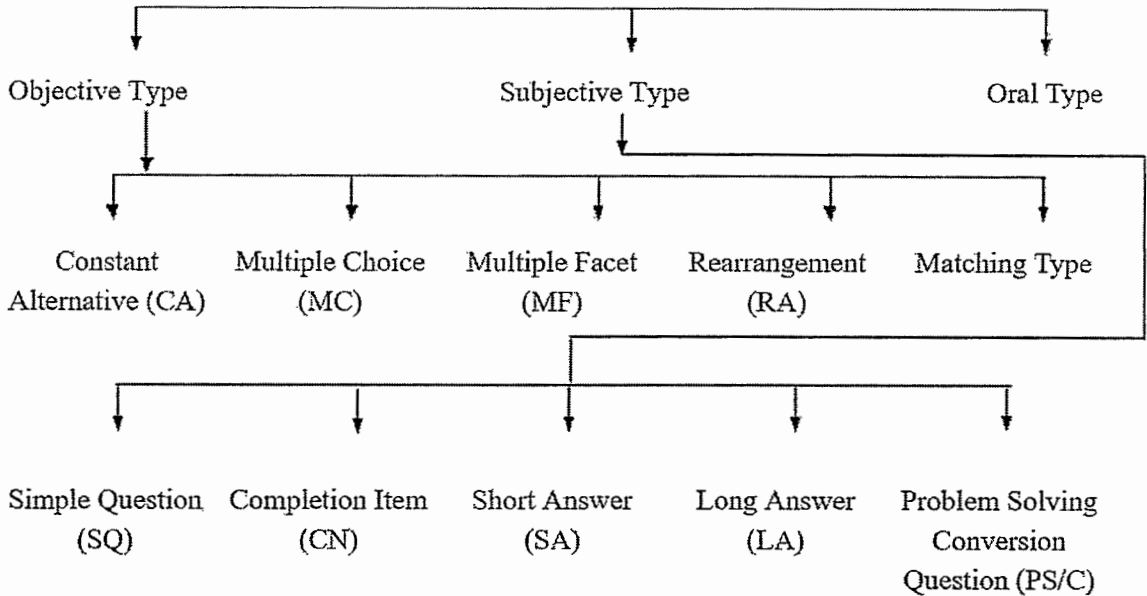 Objective Type Subjective Type Oral Type
Constant Multiple Choice Multiple Facet Rearrangement Matching Type
Alternative (CA) (MC) (MF) (RA)
Simple Question Completion Item Short Answer Long Answer Problem Solving
(SQ) (CN) (SA) (LA) Conversion
Question (PS/C)